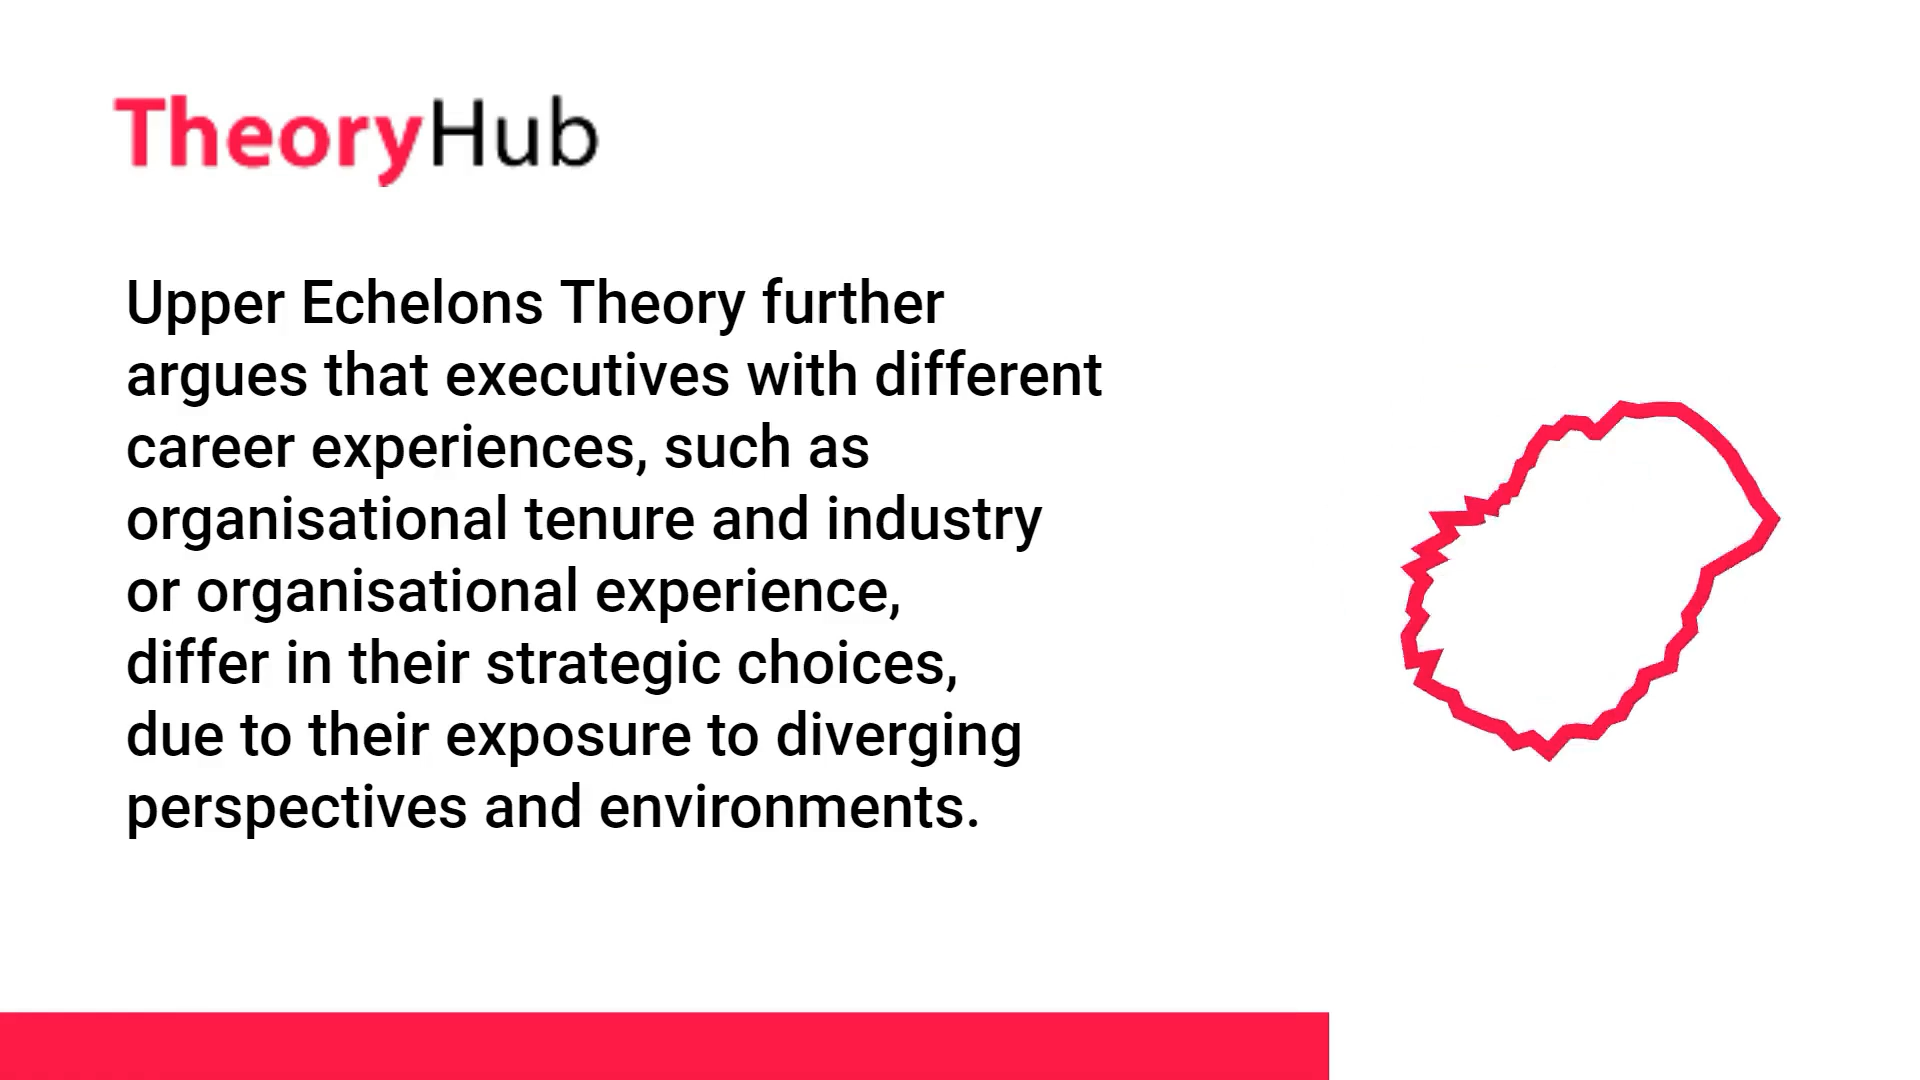 TheoryHub
Upper Echelons Theory further
argues that executives with different
career experiences, such as
organisational tenure and industry
or organisational experience,
differ in their strategic choices,
due to their exposure to diverging
perspectives and environments.